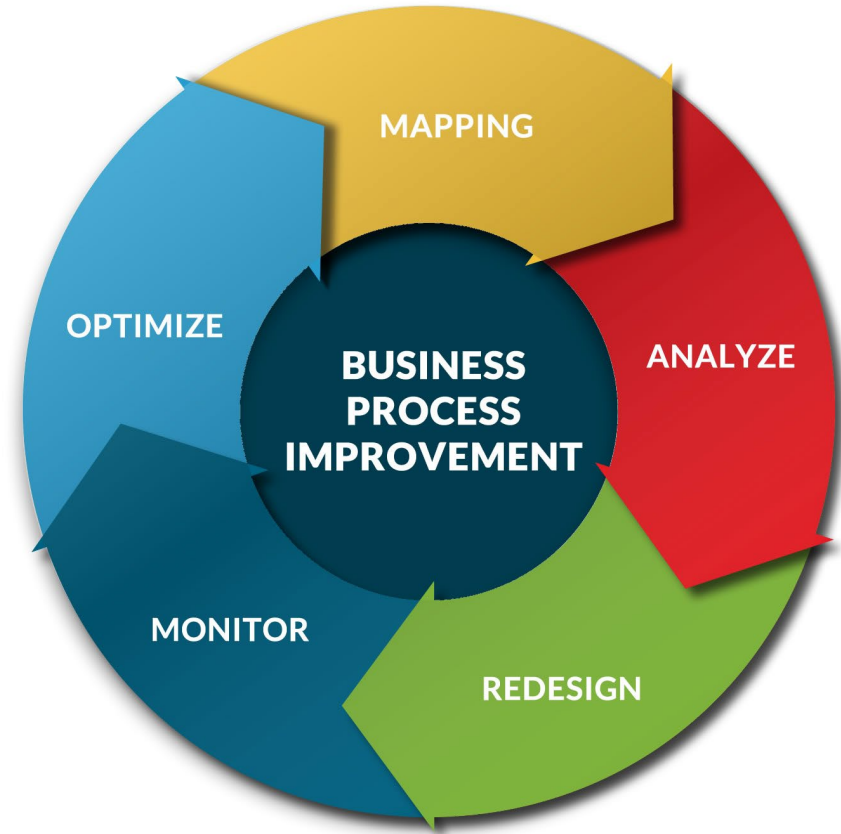 MAPPING
ANALYZE
REDESIGN
MONITOR
OPTIMIZE
BUSINESS
PROCESS
IMPROVEMENT